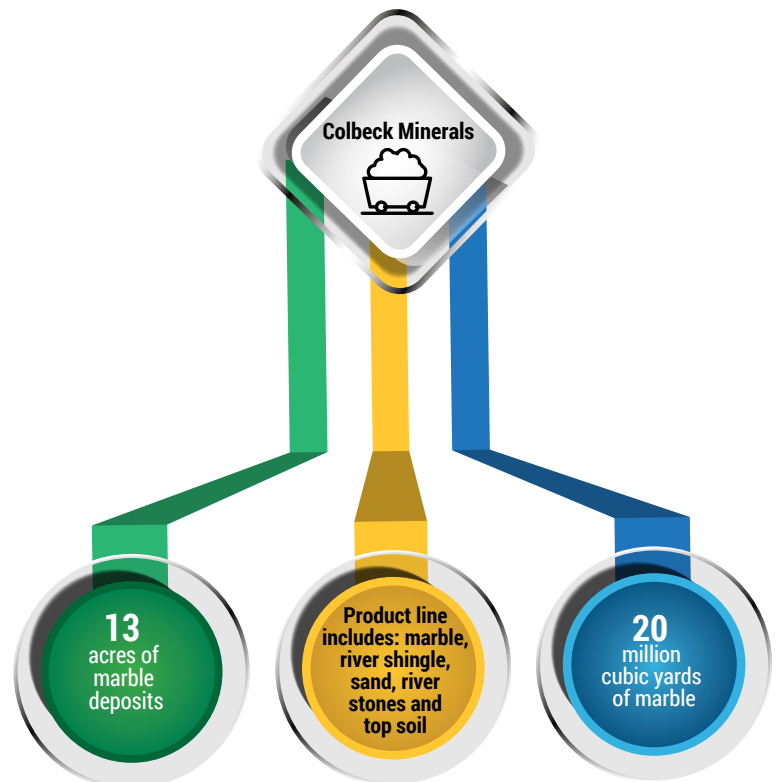 Colbeck Minerals
13
acres of
marble
deposits
Product line
includes: marble,
river shingle,
sand, river
stones and
top soil
20
million
cubic yards
of marble